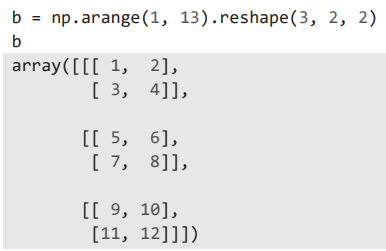 b = np.arange(1, 13).reshape(3, 2, 2)
b
array([[[ 1,  2],
        [ 3,  4]],

       [[ 5,  6],
        [ 7,  8]],

       [[ 9, 10],
        [11, 12]]])